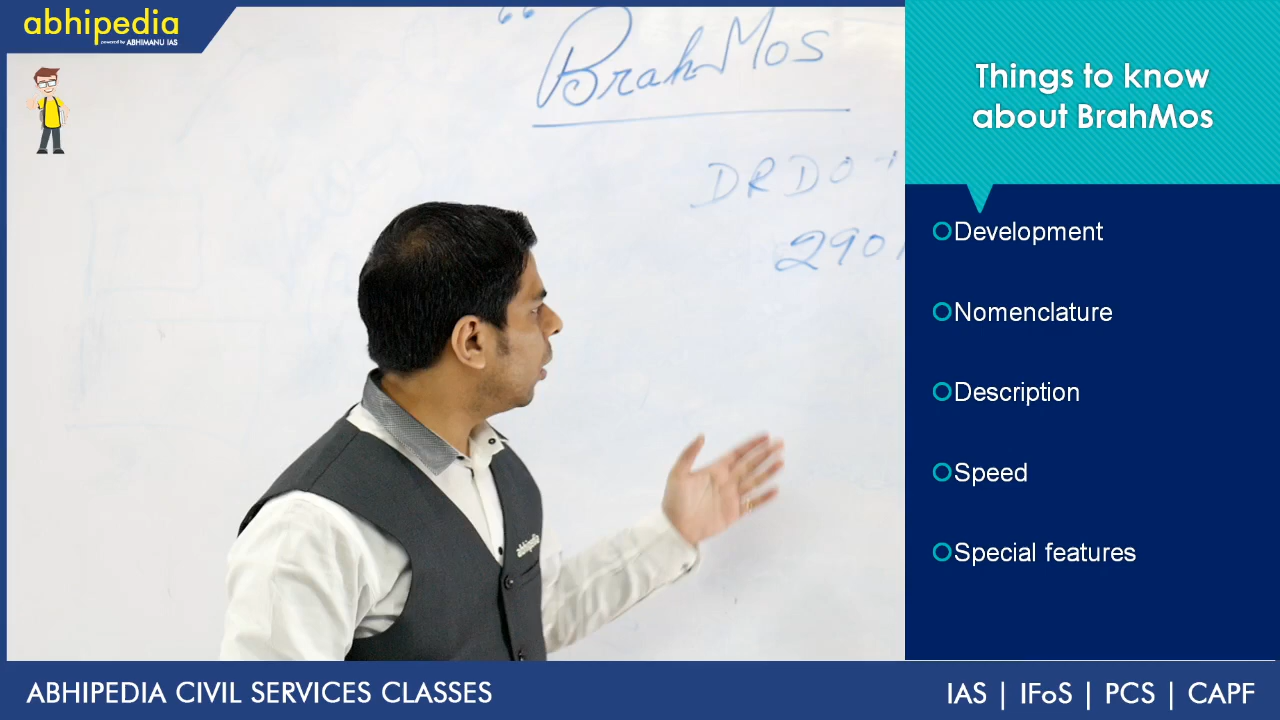 abhipedia
powered by ABHIMANU IAS
“ BrahMos
DRDO +
290
abhipedia
Things to know
about BrahMos
Development
Nomenclature
Description
Speed
Special features
ABHIPEDIA CIVIL SERVICES CLASSES
IAS | IFoS | PCS | CAPF